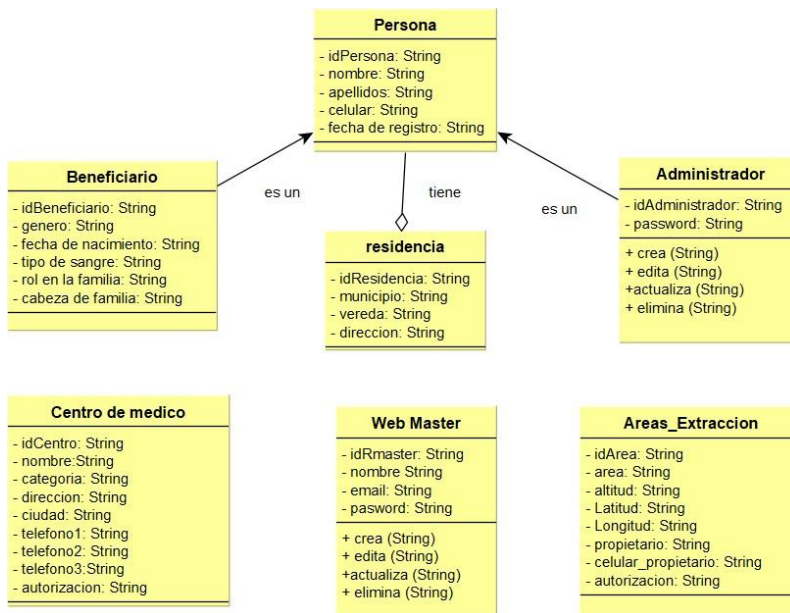 Persona
- idPersona: String
- nombre: String
- apellidos: String
- celular: String
- fecha de registro: String
Beneficiario
- idBeneficiario: String
- genero: String
- fecha de nacimiento: String
- tipo de sangre: String
- rol en la familia: String
- cabeza de familia: String
es un
tiene
es un
Administrador
- idAdministrador: String
- password: String
+ crea (String)
+ edita (String)
+actualiza (String)
+ elimina (String)
residencia
- idResidencia: String
- municipio: String
- vereda: String
- direccion: String
Centro de medico
- idCentro: String
- nombre:String
- categoria: String
- direccion: String
- ciudad: String
- telefono1: String
- telefono2: String
- telefono3:String
- autorizacion: String
Web Master
- idRmaster: String
- nombre String
- email: String
- pasword: String
+ crea (String)
+ edita (String)
+actualiza (String)
+ elimina (String)
Areas_Extraccion
- idArea: String
- area: String
- altitud: String
- Latitud: String
- Longitud: String
- propietario: String
- celular_propietario: String
- autorizacion: String